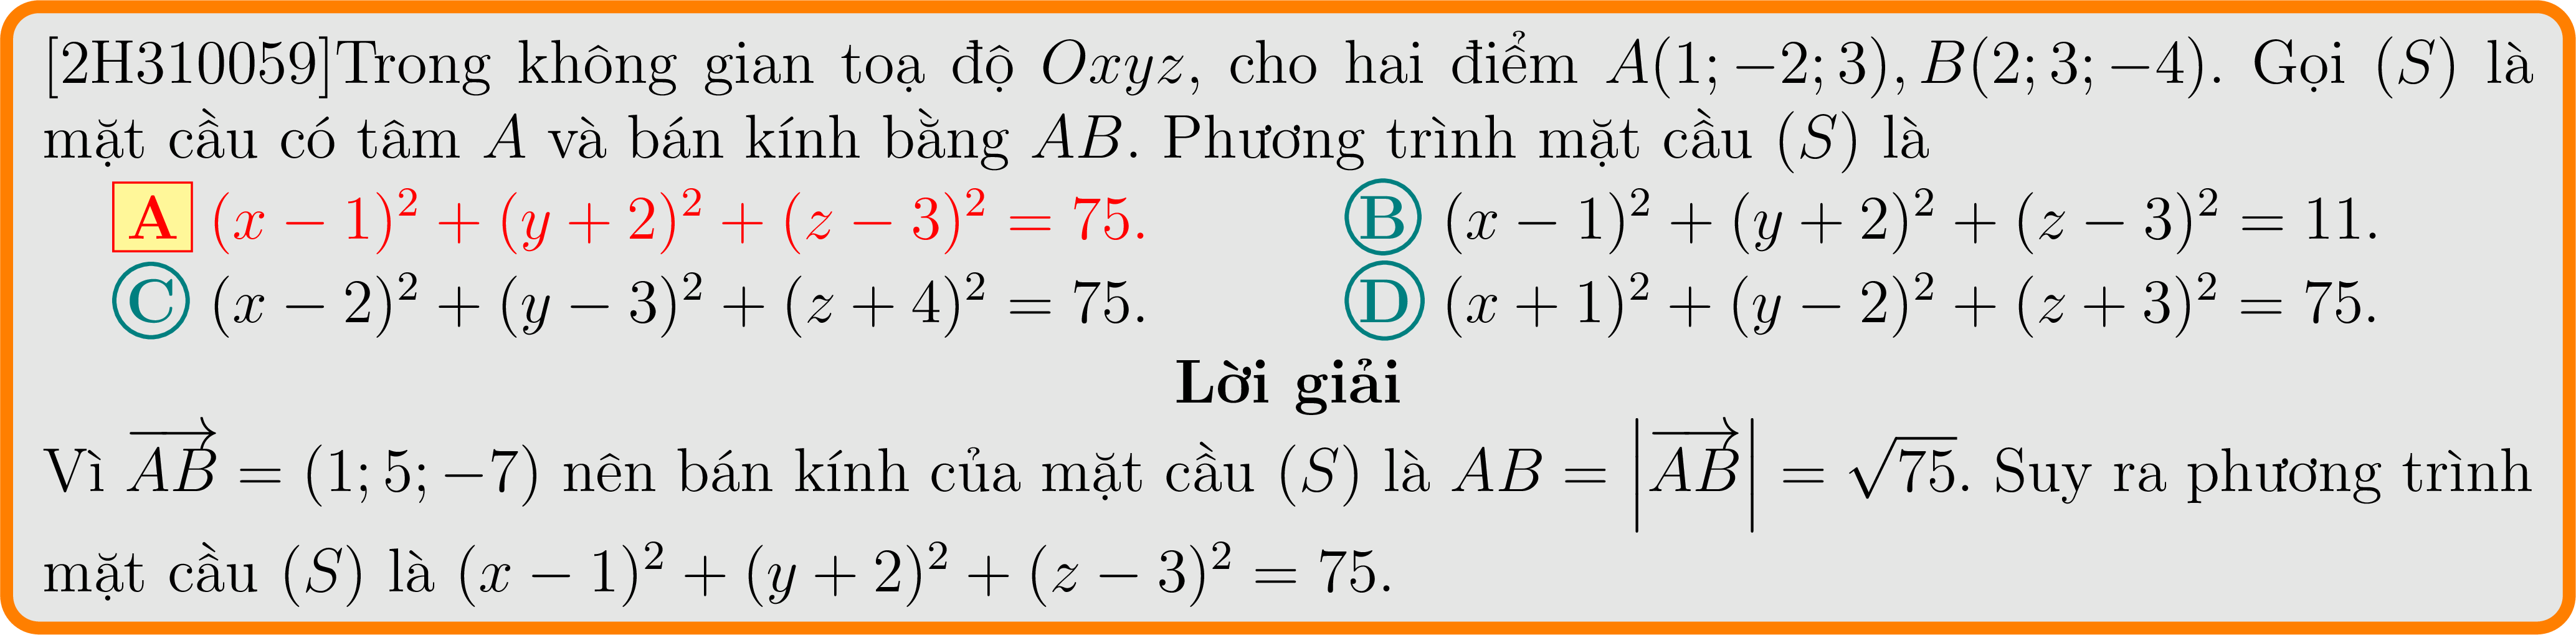 [2H310059]Trong không gian toạ độ Oxyz, cho hai điểm A(1; −2; 3), B(2; 3; −4). Gọi (S) là
mặt cầu có tâm A và bán kính bằng AB. Phương trình mặt cầu (S) là
A (x − 1)² + (y + 2)² + (z − 3)² = 75. B (x − 1)² + (y + 2)² + (z − 3)² = 11.
C (x − 2)² + (y − 3)² + (z + 4)² = 75. D (x + 1)² + (y − 2)² + (z + 3)² = 75.
Lời giải
Vì $\overrightarrow{AB}$ = (1; 5; −7) nên bán kính của mặt cầu (S) là AB = |$\overrightarrow{AB}$| = √75. Suy ra phương trình
mặt cầu (S) là (x − 1)² + (y + 2)² + (z − 3)² = 75.